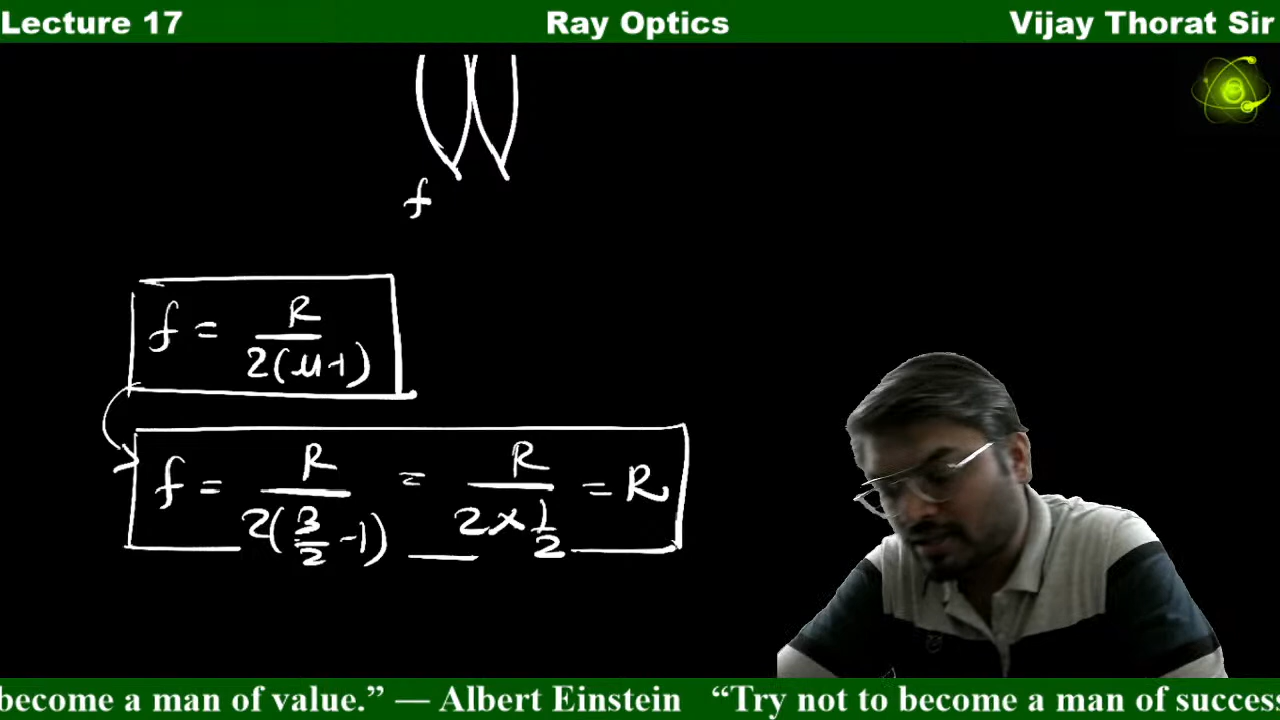 Lecture 17 Ray Optics Vijay Thorat Sir
f
f = R / 2(μ-1)
f = R / 2(3/2 -1) = R / 2 × 1/2 = R
become a man of value.” — Albert Einstein “Try not to become a man of success